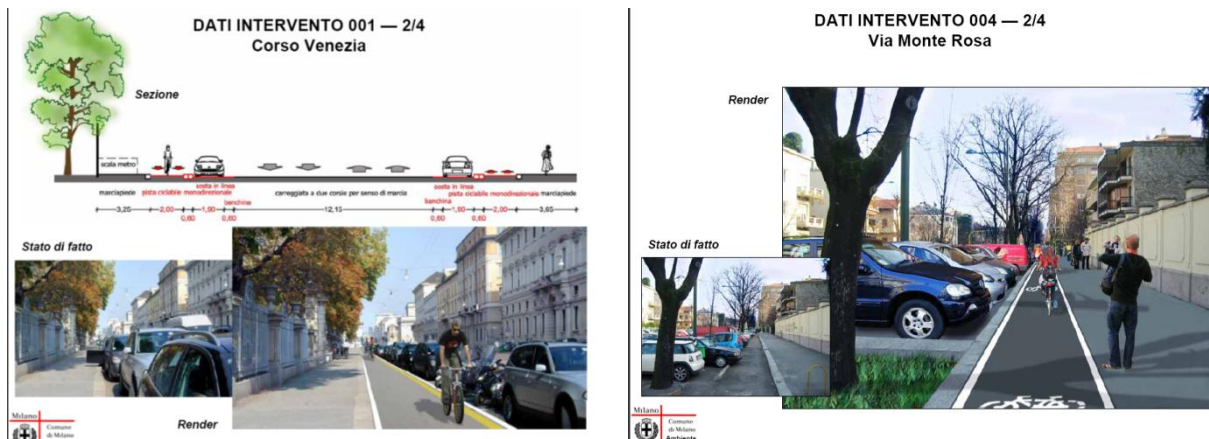 DATI INTERVENTO 001 — 2/4
Corso Venezia
Sezione
scala metro
marciapiede pista ciclabile monodirezionale sosta in linea banchina carreggiata a due corsie per senso di marcia banchina sosta in linea pista ciclabile monodirezionale marciapiede
3,25 2,00 0,60 1,90 0,60 12,15 0,60 1,90 0,60 2,00 3,65
Stato di fatto
Render
Milano
Comune
di Milano
DATI INTERVENTO 004 — 2/4
Via Monte Rosa
Render
Stato di fatto
Milano
Comune
di Milano
Ambiente